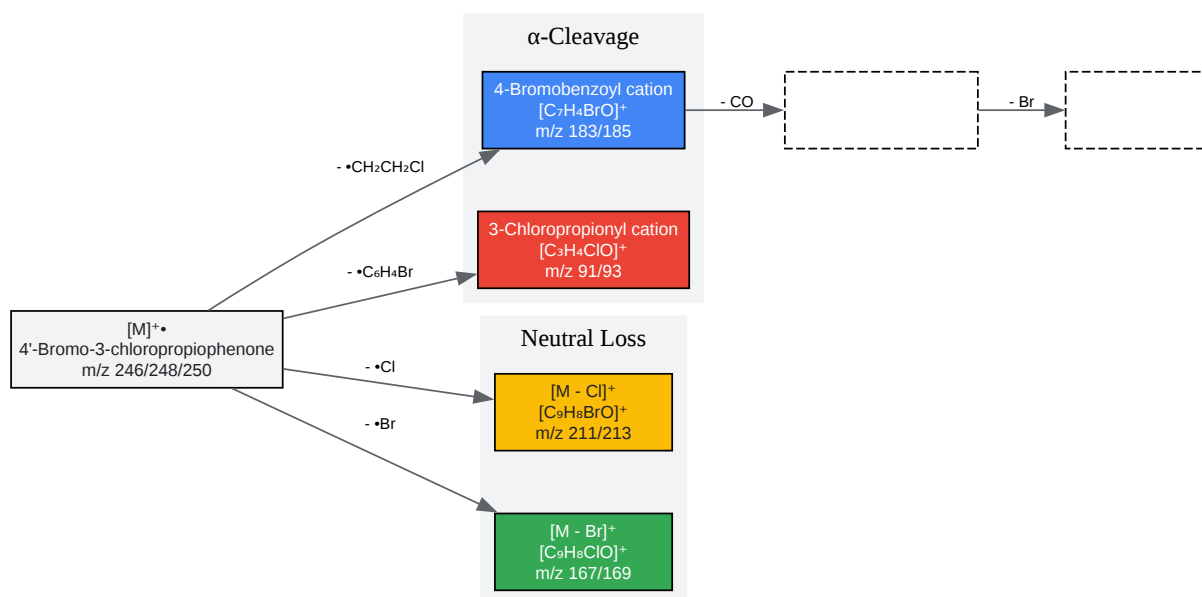 α-Cleavage
4-Bromobenzoyl cation
[C₇H₄BrO]⁺
m/z 183/185
- CO
- Br
- •CH₂CH₂Cl
3-Chloropropionyl cation
[C₃H₄ClO]⁺
m/z 91/93
- •C₆H₄Br
[M]⁺•
4'-Bromo-3-chloropropiophenone
m/z 246/248/250
Neutral Loss
- •Cl
[M - Cl]⁺
[C₉H₈BrO]⁺
m/z 211/213
- •Br
[M - Br]⁺
[C₉H₈ClO]⁺
m/z 167/169